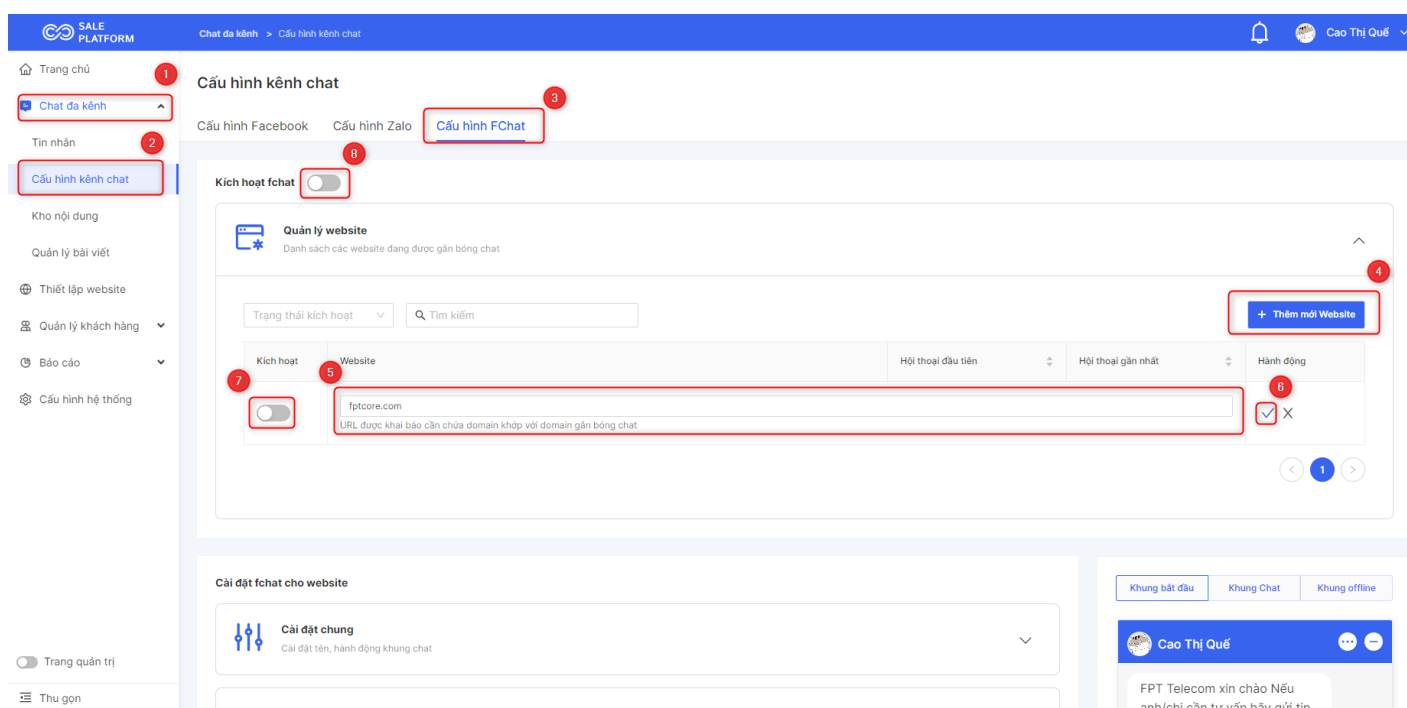 SALE
PLATFORM
Chat đa kênh > Cấu hình kênh chat
Cao Thị Quế
Trang chủ
1
Chat đa kênh
Tin nhắn
2
Cấu hình kênh chat
Kho nội dung
Quản lý bài viết
Thiết lập website
Quản lý khách hàng
Báo cáo
Cấu hình hệ thống
Trang quản trị
Thu gọn
Cấu hình kênh chat
3
Cấu hình Facebook Cấu hình Zalo Cấu hình FChat
8
Kích hoạt fchat
Quản lý website
Danh sách các website đang được gắn bóng chat
4
Trạng thái kích hoạt Tìm kiếm + Thêm mới Website
Kích hoạt Website Hội thoại đầu tiên Hội thoại gần nhất Hành động
5
7
6
fptcore.com
X
URL được khai báo cần chứa domain khớp với domain gắn bóng chat
< 1 >
Cài đặt fchat cho website
Cài đặt chung
Cài đặt tên, hành động khung chat
Khung bắt đầu Khung Chat Khung offline
Cao Thị Quế
FPT Telecom xin chào Nếu
anh/chị cần tư vấn hãy gửi tin